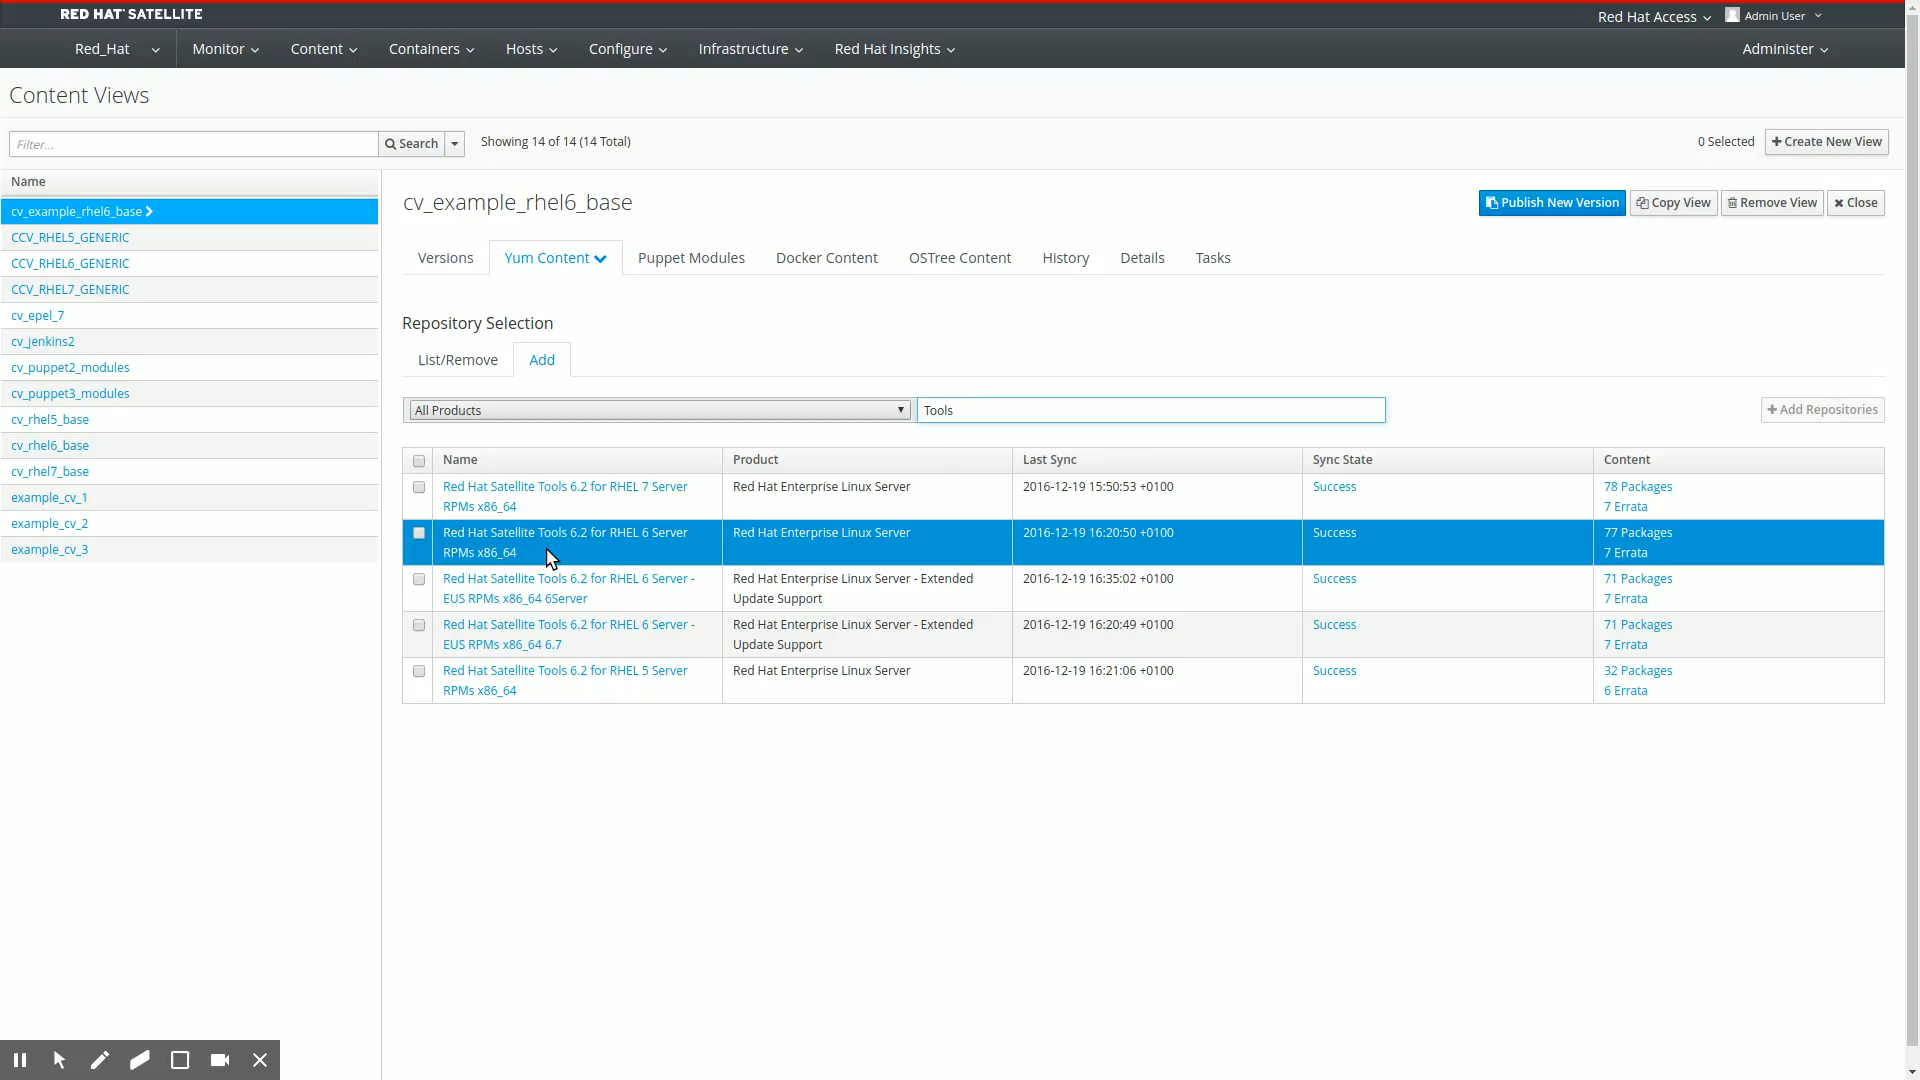 RED HAT SATELLITE
Red Hat Access
Admin User
Red_Hat
Monitor
Content
Containers
Hosts
Configure
Infrastructure
Red Hat Insights
Administer
Content Views
Filter...
Search
Showing 14 of 14 (14 Total)
0 Selected
Create New View
Name
cv_example_rhel6_base
CCV_RHEL5_GENERIC
CCV_RHEL6_GENERIC
CCV_RHEL7_GENERIC
cv_epel_7
cv_jenkins2
cv_puppet2_modules
cv_puppet3_modules
cv_rhel5_base
cv_rhel6_base
cv_rhel7_base
example_cv_1
example_cv_2
example_cv_3
cv_example_rhel6_base
Publish New Version
Copy View
Remove View
Close
Versions
Yum Content
Puppet Modules
Docker Content
OSTree Content
History
Details
Tasks
Repository Selection
List/Remove
Add
All Products
Tools
Add Repositories
Name
Product
Last Sync
Sync State
Content
Red Hat Satellite Tools 6.2 for RHEL 7 Server
RPMs x86_64
Red Hat Enterprise Linux Server
2016-12-19 15:50:53 +0100
Success
78 Packages
7 Errata
Red Hat Satellite Tools 6.2 for RHEL 6 Server
RPMs x86_64
Red Hat Enterprise Linux Server
2016-12-19 16:20:50 +0100
Success
77 Packages
7 Errata
Red Hat Satellite Tools 6.2 for RHEL 6 Server -
EUS RPMs x86_64 6Server
Red Hat Enterprise Linux Server - Extended
Update Support
2016-12-19 16:35:02 +0100
Success
71 Packages
7 Errata
Red Hat Satellite Tools 6.2 for RHEL 6 Server -
EUS RPMs x86_64 6.7
Red Hat Enterprise Linux Server - Extended
Update Support
2016-12-19 16:20:49 +0100
Success
71 Packages
7 Errata
Red Hat Satellite Tools 6.2 for RHEL 5 Server
RPMs x86_64
Red Hat Enterprise Linux Server
2016-12-19 16:21:06 +0100
Success
32 Packages
6 Errata